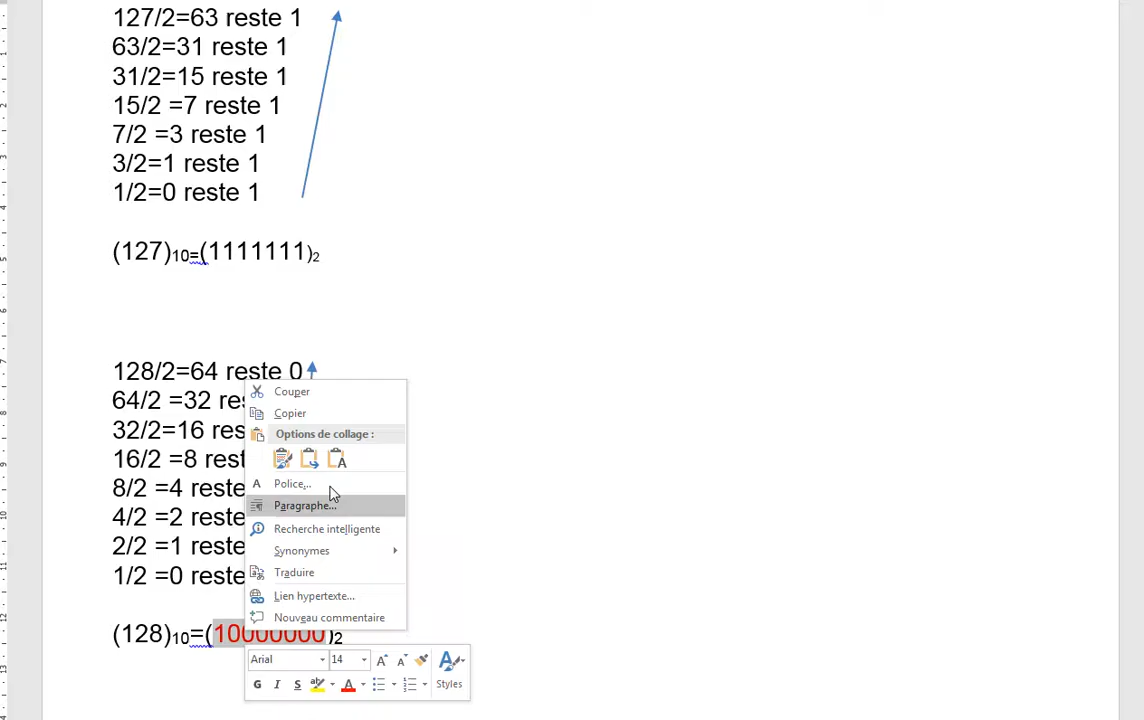 127/2=63 reste 1
63/2=31 reste 1
31/2=15 reste 1
15/2 =7 reste 1
7/2 =3 reste 1
3/2=1 reste 1
1/2=0 reste 1
(127)10=(1111111)2
128/2=64 reste 0
64/2 =32 res
32/2=16 res
16/2 =8 rest
8/2 =4 reste
4/2 =2 reste
2/2 =1 reste
1/2 =0 reste
(128)10=(10000000)2
Couper
Copier
Options de collage :
Police...
Paragraphe...
Recherche intelligente
Synonymes
Traduire
Lien hypertexte...
Nouveau commentaire
Arial 14
G I S A Styles